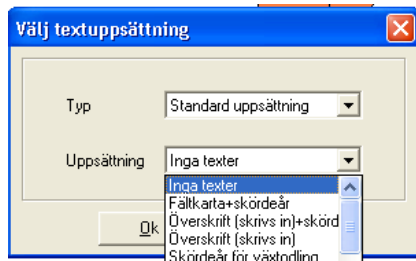 Välj textuppsättning
Typ Standard uppsättning
Uppsättning Inga texter
Inga texter
Fältkarta+skördeår
Överskrift (skrivs in)+skörd
Överskrift (skrivs in)
Skördeår för växtodling
Ok